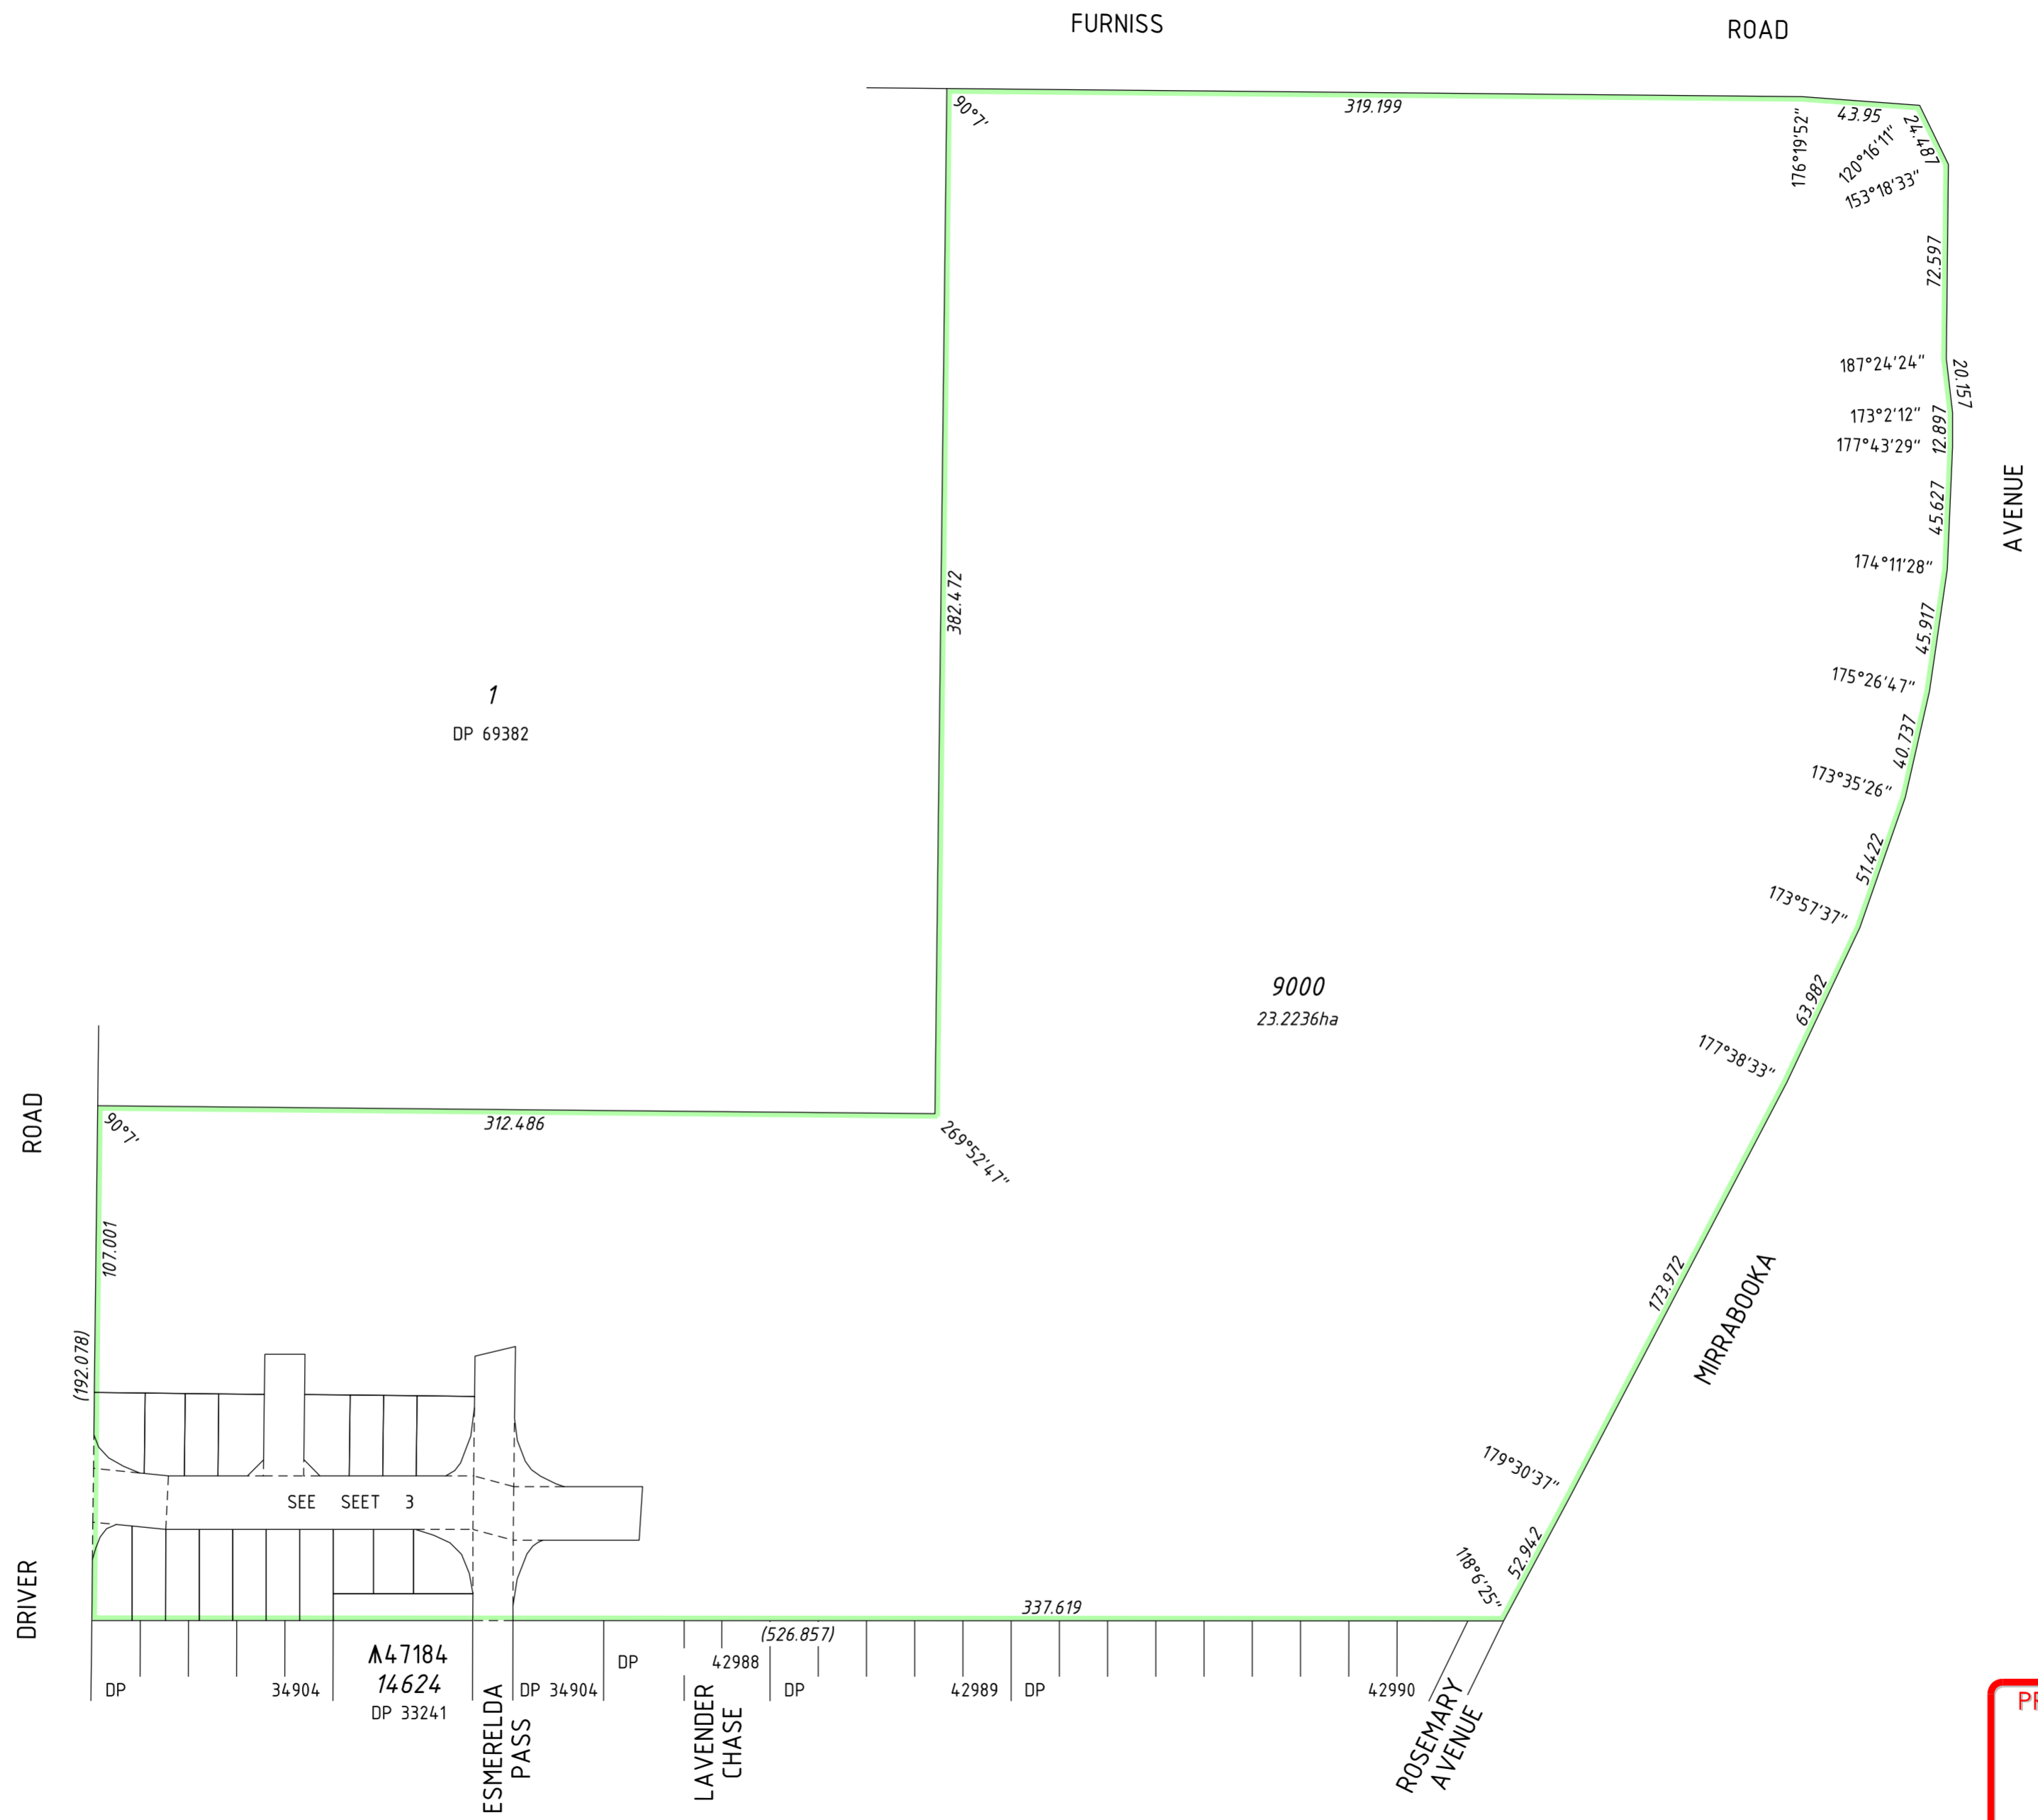 FURNISS ROAD
90°7'
319.199
43.95
24.487
176°19'52"
120°16'11"
153°18'33"
72.597
187°24'24"
20.157
173°2'12"
12.897
177°43'29"
AVENUE
45.627
174°11'28"
382.472
45.917
175°26'47"
1
DP 69382
40.737
173°35'26"
51.422
173°57'37"
9000
23.2236ha
63.982
177°38'33"
ROAD
90°7'
312.486
269°52'47"
107.001
173.972
MIRRABOOKA
(192.078)
179°30'37"
SEE SEET 3
52.942
118°6'25"
DRIVER
337.619
(526.857)
47184
14624
DP 33241
DP 34904
DP 34904
DP 42988
DP 42989
DP 42990
ESMERELDA
PASS
LAVENDER
CHASE
ROSEMARY
AVENUE